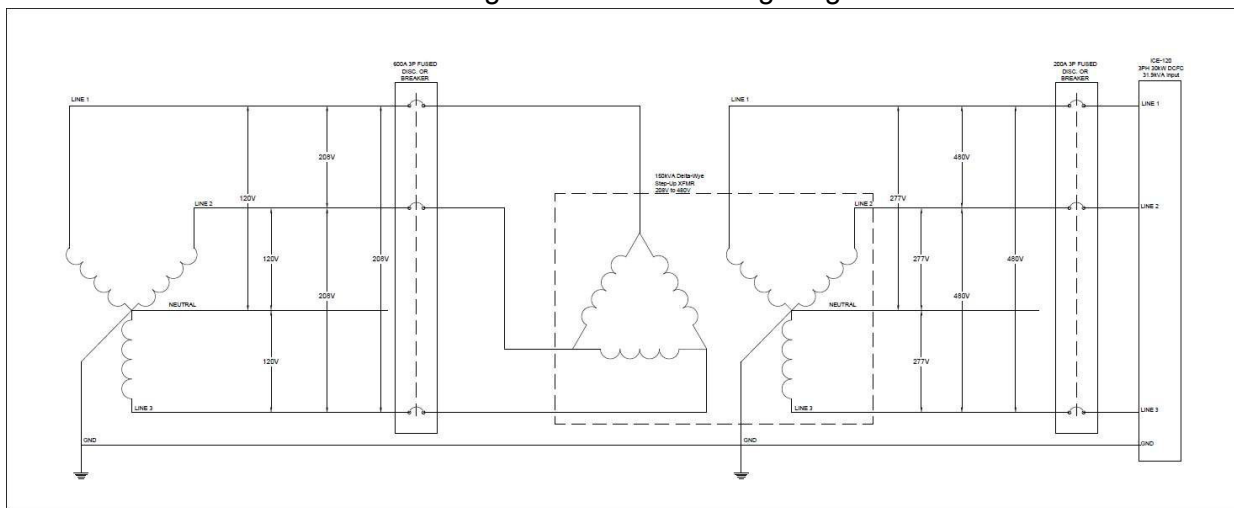 600A 3P FUSED
DISC. OR
BREAKER
LINE 1
208V
120V
LINE 2
120V
208V
208V
NEUTRAL
120V
LINE 3
GND
150kVA Delta-Wye
Step-Up XFMR
208V to 480V
200A 3P FUSED
DISC. OR
BREAKER
ICE-120
3PH 30kW DCFC
31.9kVA Input
LINE 1
LINE 1
480V
277V
LINE 2
LINE 2
277V
480V
480V
NEUTRAL
277V
LINE 3
LINE 3
GND
GND